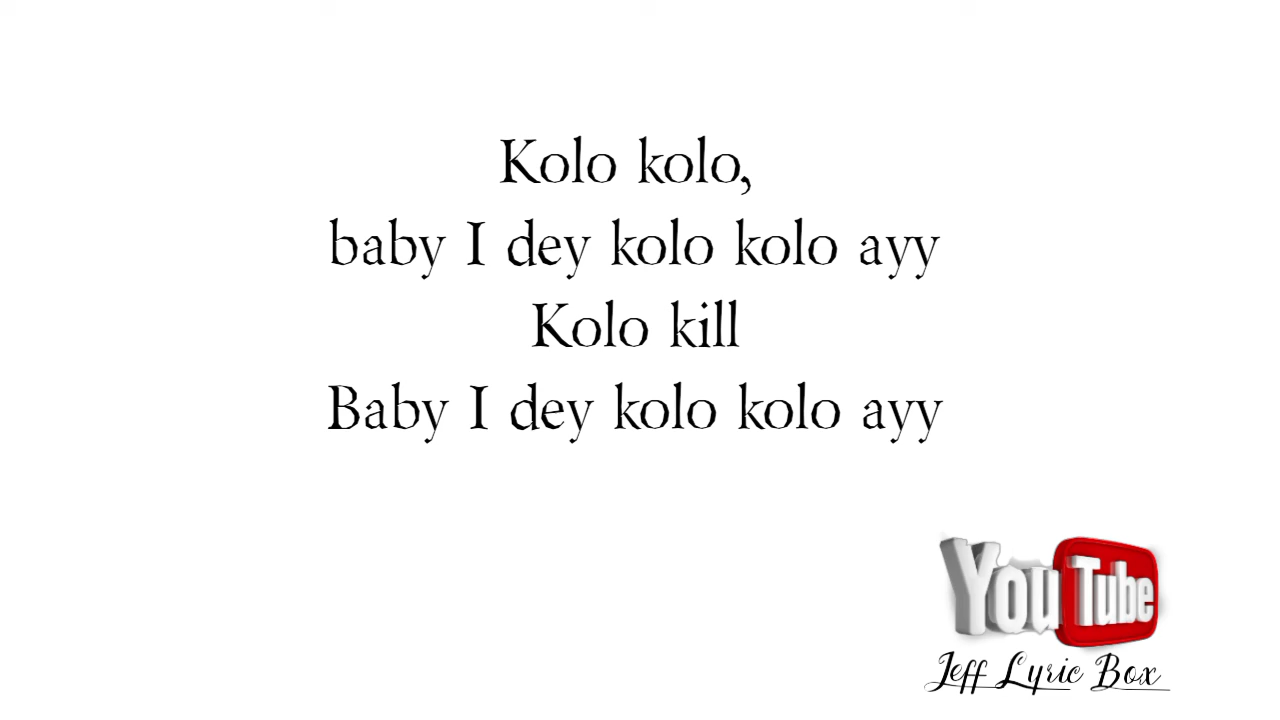 Kolo kolo,
baby I dey kolo kolo ayy
Kolo kill
Baby I dey kolo kolo ayy
YouTube
Jeff Lyric Box